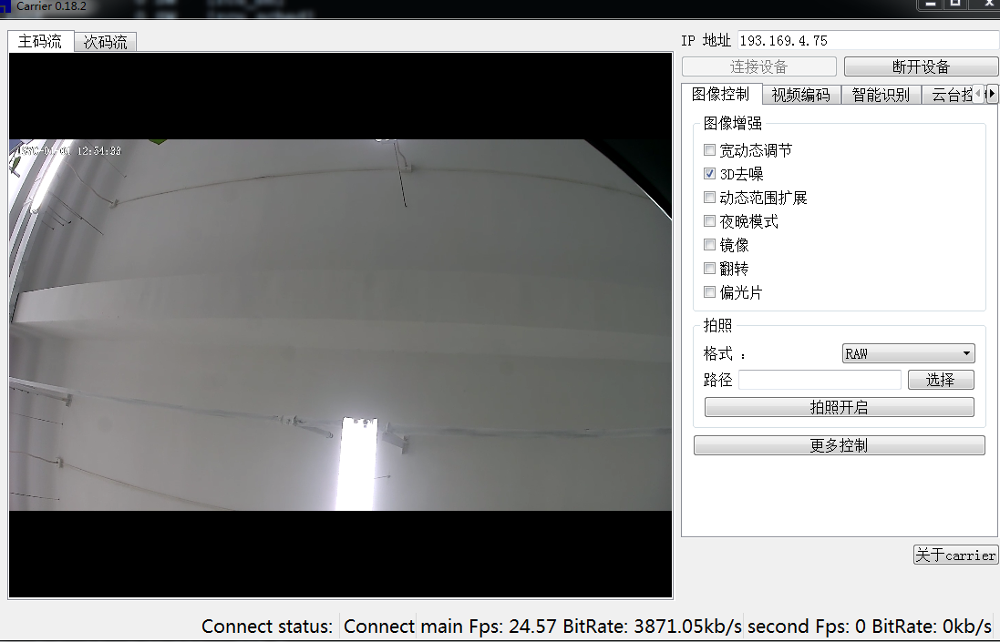 Carrier 0.18.2
主码流 次码流
IP 地址 193.169.4.75
连接设备 断开设备
图像控制 视频编码 智能识别 云台控
12:54:33
图像增强
宽动态调节
3D去噪
动态范围扩展
夜晚模式
镜像
翻转
偏光片
拍照
格式 : RAW
路径 选择
拍照开启
更多控制
关于carrier
Connect status: Connect main Fps: 24.57 BitRate: 3871.05kb/s second Fps: 0 BitRate: 0kb/s